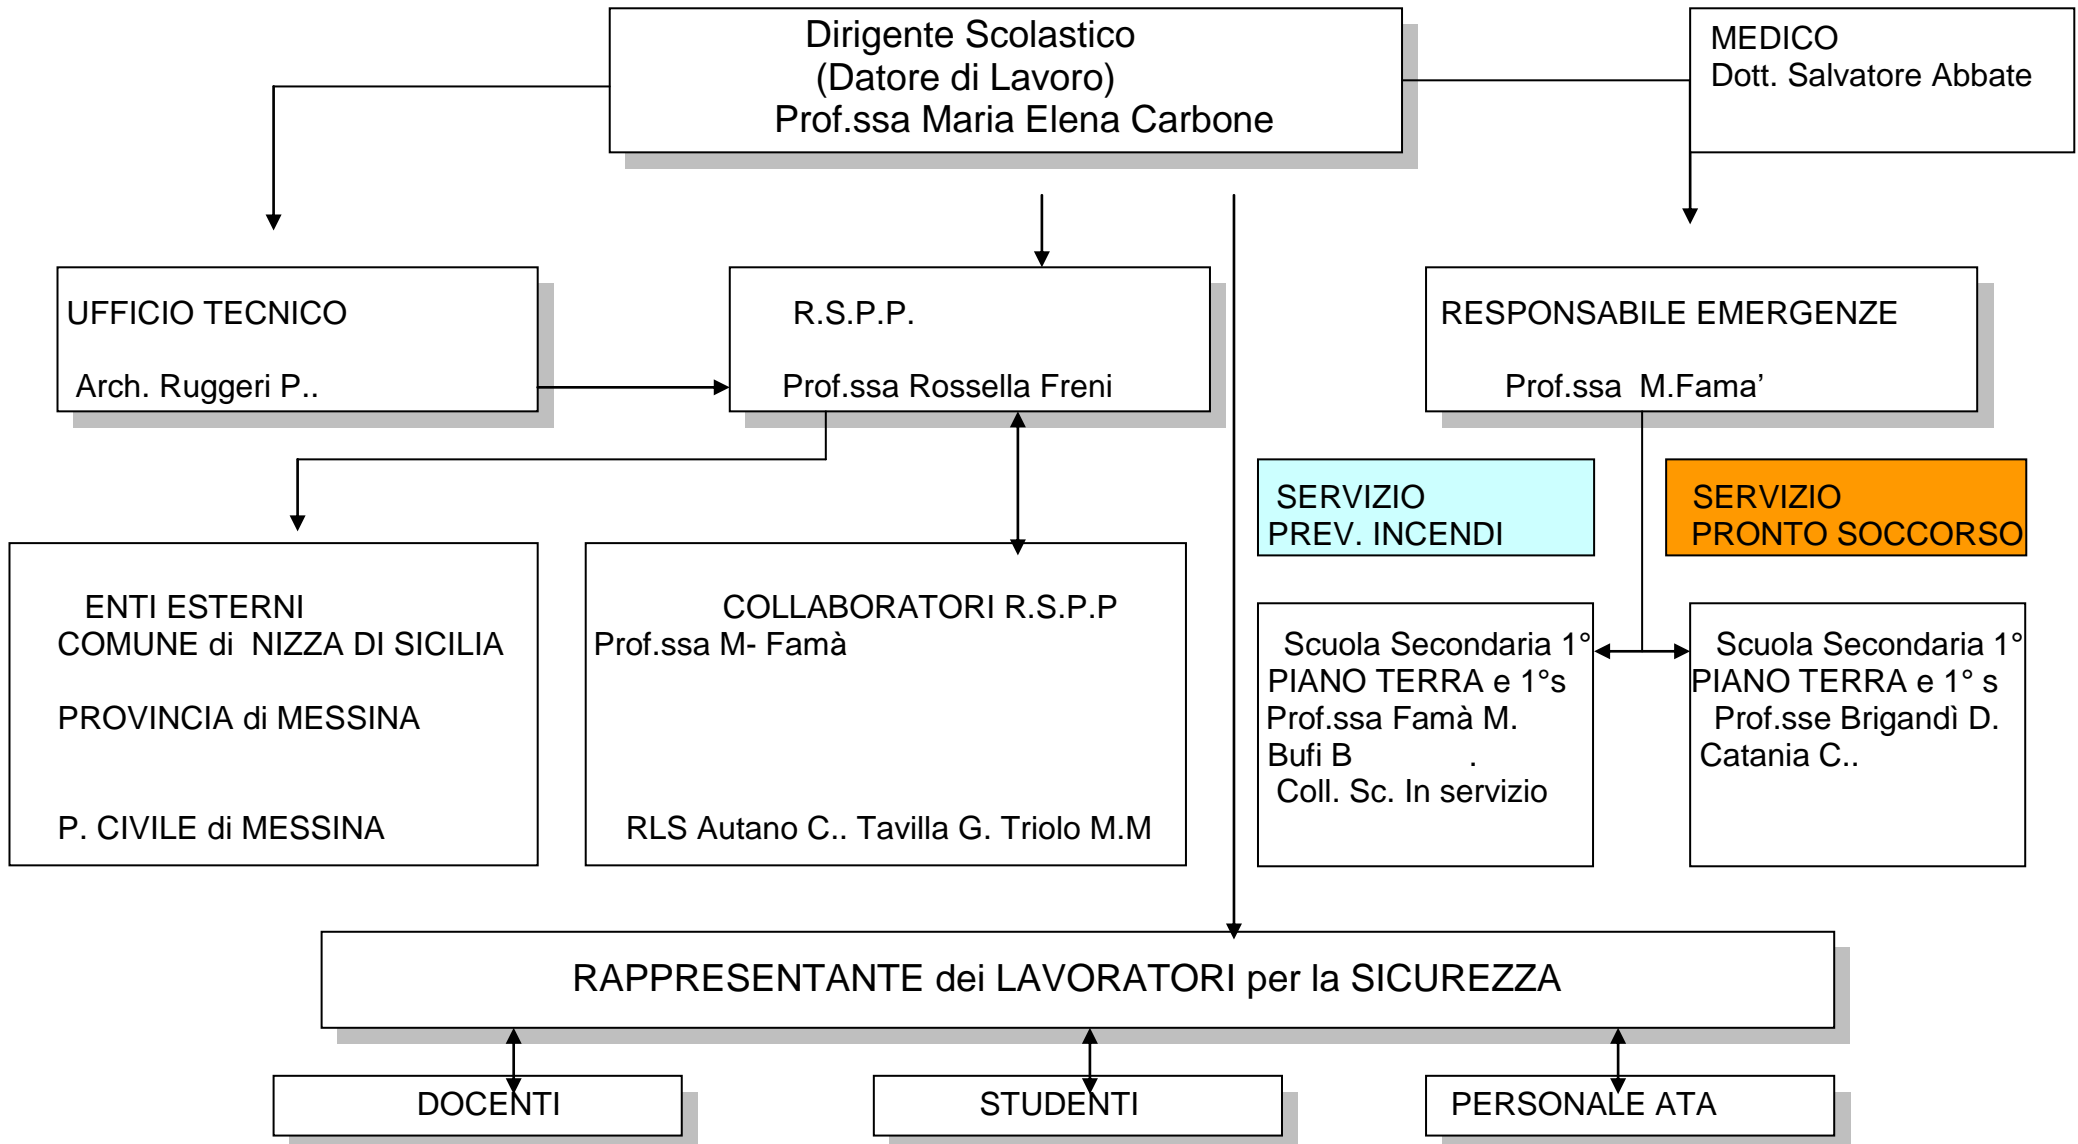 Dirigente Scolastico
(Datore di Lavoro)
Prof.ssa Maria Elena Carbone
MEDICO
Dott. Salvatore Abbate
UFFICIO TECNICO
Arch. Ruggeri P..
R.S.P.P.
Prof.ssa Rossella Freni
RESPONSABILE EMERGENZE
Prof.ssa M.Fama’
SERVIZIO
PREV. INCENDI
SERVIZIO
PRONTO SOCCORSO
ENTI ESTERNI
COMUNE di NIZZA DI SICILIA
PROVINCIA di MESSINA
P. CIVILE di MESSINA
COLLABORATORI R.S.P.P
Prof.ssa M- Famà
RLS Autano C.. Tavilla G. Triolo M.M
Scuola Secondaria 1°
PIANO TERRA e 1°s
Prof.ssa Famà M.
Bufi B .
Coll. Sc. In servizio
Scuola Secondaria 1°
PIANO TERRA e 1° s
Prof.sse Brigandì D.
Catania C..
RAPPRESENTANTE dei LAVORATORI per la SICUREZZA
DOCENTI
STUDENTI
PERSONALE ATA